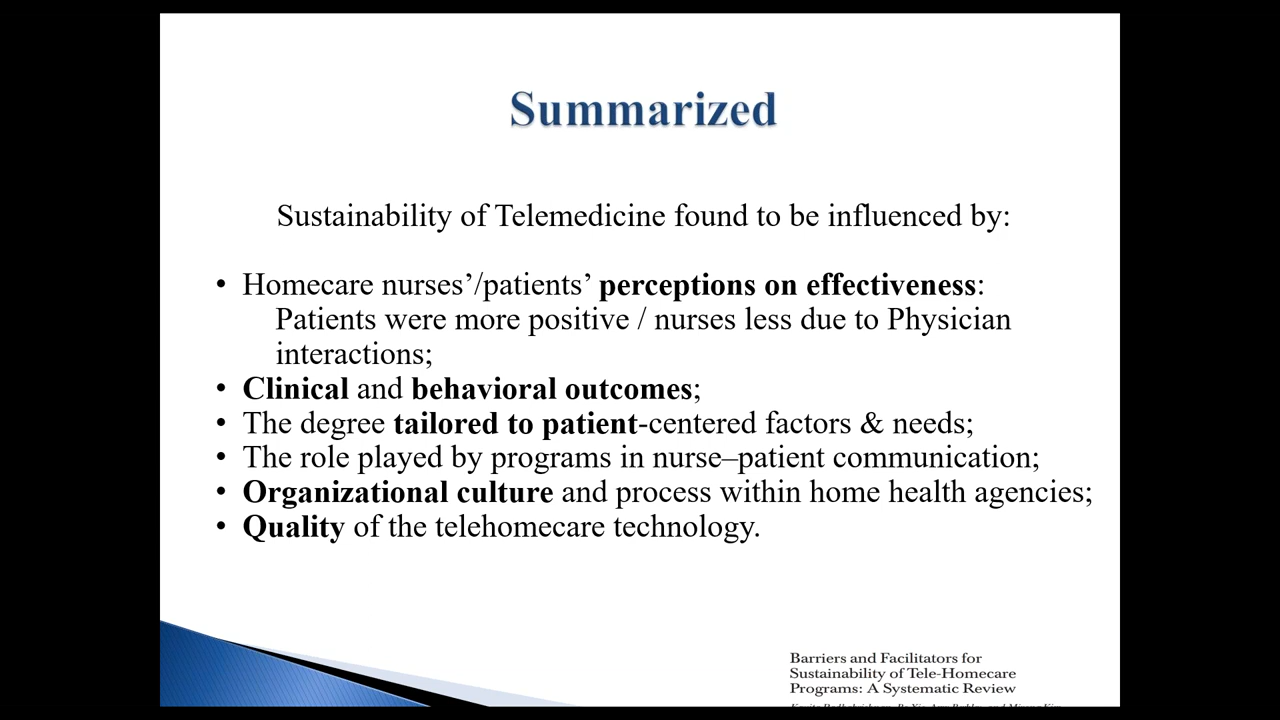 Summarized
Sustainability of Telemedicine found to be influenced by:
• Homecare nurses’/patients’ perceptions on effectiveness:
Patients were more positive / nurses less due to Physician
interactions;
• Clinical and behavioral outcomes;
• The degree tailored to patient-centered factors & needs;
• The role played by programs in nurse–patient communication;
• Organizational culture and process within home health agencies;
• Quality of the telehomecare technology.
Barriers and Facilitators for
Sustainability of Tele-Homecare
Programs: A Systematic Review